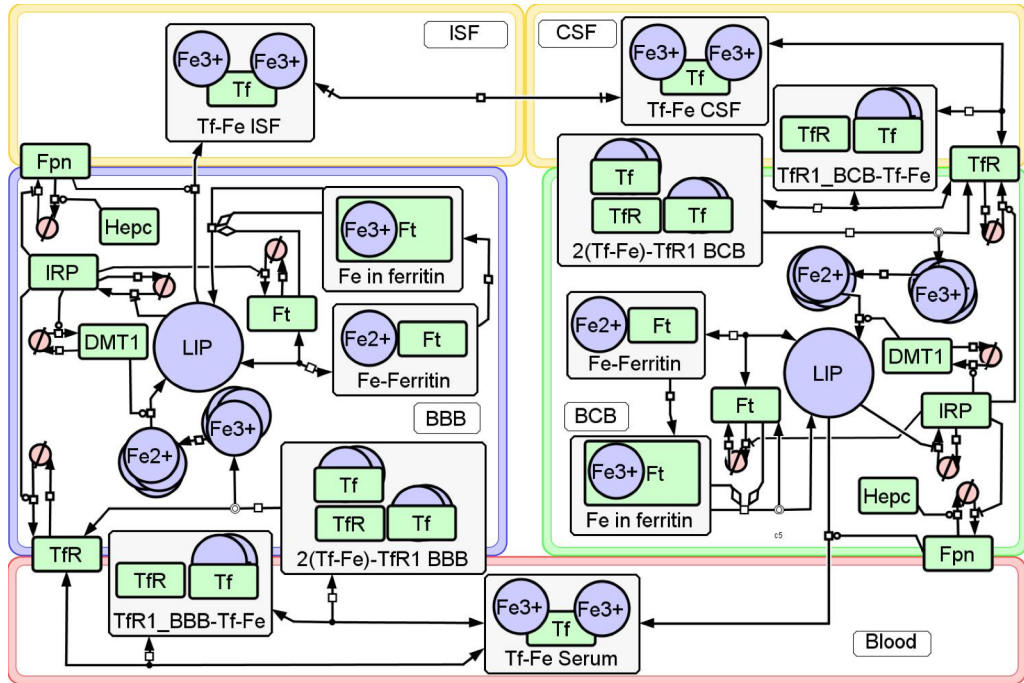 ISF
CSF
Fe3+ Fe3+
Tf
Tf-Fe ISF
Fe3+ Fe3+
Tf
Tf-Fe CSF
TfR Tf
TfR1_BCB-Tf-Fe
TfR
Fpn
Tf
TfR Tf
2(Tf-Fe)-TfR1 BCB
Hepc
Fe3+ Ft
Fe in ferritin
IRP
Ft
DMT1
LIP
Fe2+ Ft
Fe-Ferritin
BBB
Fe3+
Fe2+
Fe2+
Fe3+
Fe2+ Ft
Fe-Ferritin
LIP
DMT1
BCB
Ft
IRP
Fe3+ Ft
Fe in ferritin
Hepc
c5
Fpn
Tf
TfR Tf
2(Tf-Fe)-TfR1 BBB
TfR
TfR Tf
TfR1_BBB-Tf-Fe
Fe3+ Fe3+
Tf
Tf-Fe Serum
Blood